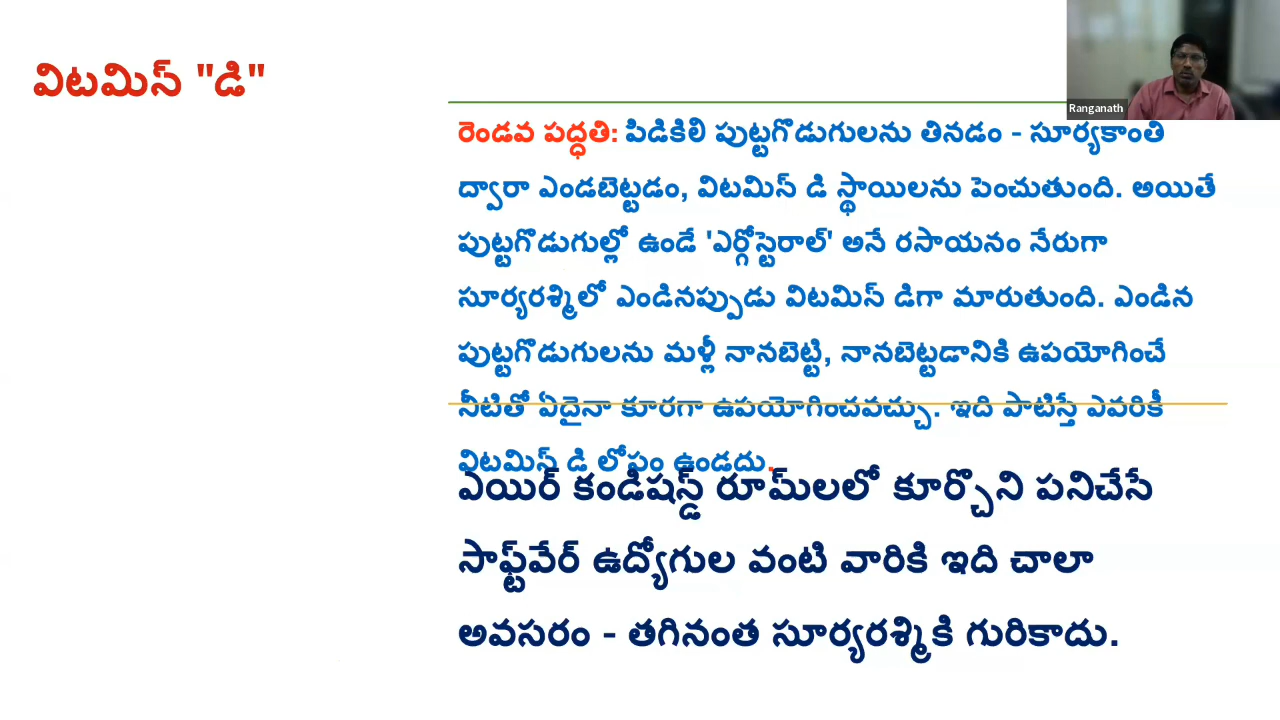 విటమిన్ "డి"
Ranganath
రెండవ పద్ధతి: పిడికిలి పుట్టగొడుగులను తినడం - సూర్యకాంతి
ద్వారా ఎండబెట్టడం, విటమిన్ డి స్థాయిలను పెంచుతుంది. అయితే
పుట్టగొడుగుల్లో ఉండే 'ఎర్గోస్టెరాల్' అనే రసాయనం నేరుగా
సూర్యరశ్మిలో ఎండినప్పుడు విటమిన్ డిగా మారుతుంది. ఎండిన
పుట్టగొడుగులను మళ్లీ నానబెట్టి, నానబెట్టడానికి ఉపయోగించే
నీటితో ఏదైనా కూరగా ఉపయోగించవచ్చు. ఇది పాటిస్తే ఎవరికీ
విటమిన్ డి లోపం ఉండదు.
ఎయిర్ కండిషన్డ్ రూమ్‌లలో కూర్చొని పనిచేసే
సాఫ్ట్‌వేర్ ఉద్యోగుల వంటి వారికి ఇది చాలా
అవసరం - తగినంత సూర్యరశ్మికి గురికాదు.